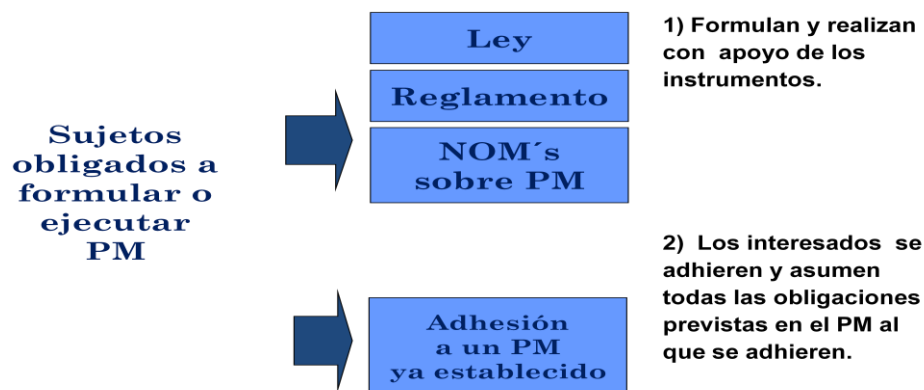 Sujetos
obligados a
formular o
ejecutar
PM
Ley
Reglamento
NOM´s
sobre PM
1) Formulan y realizan
con apoyo de los
instrumentos.
Adhesión
a un PM
ya establecido
2) Los interesados se
adhieren y asumen
todas las obligaciones
previstas en el PM al
que se adhieren.